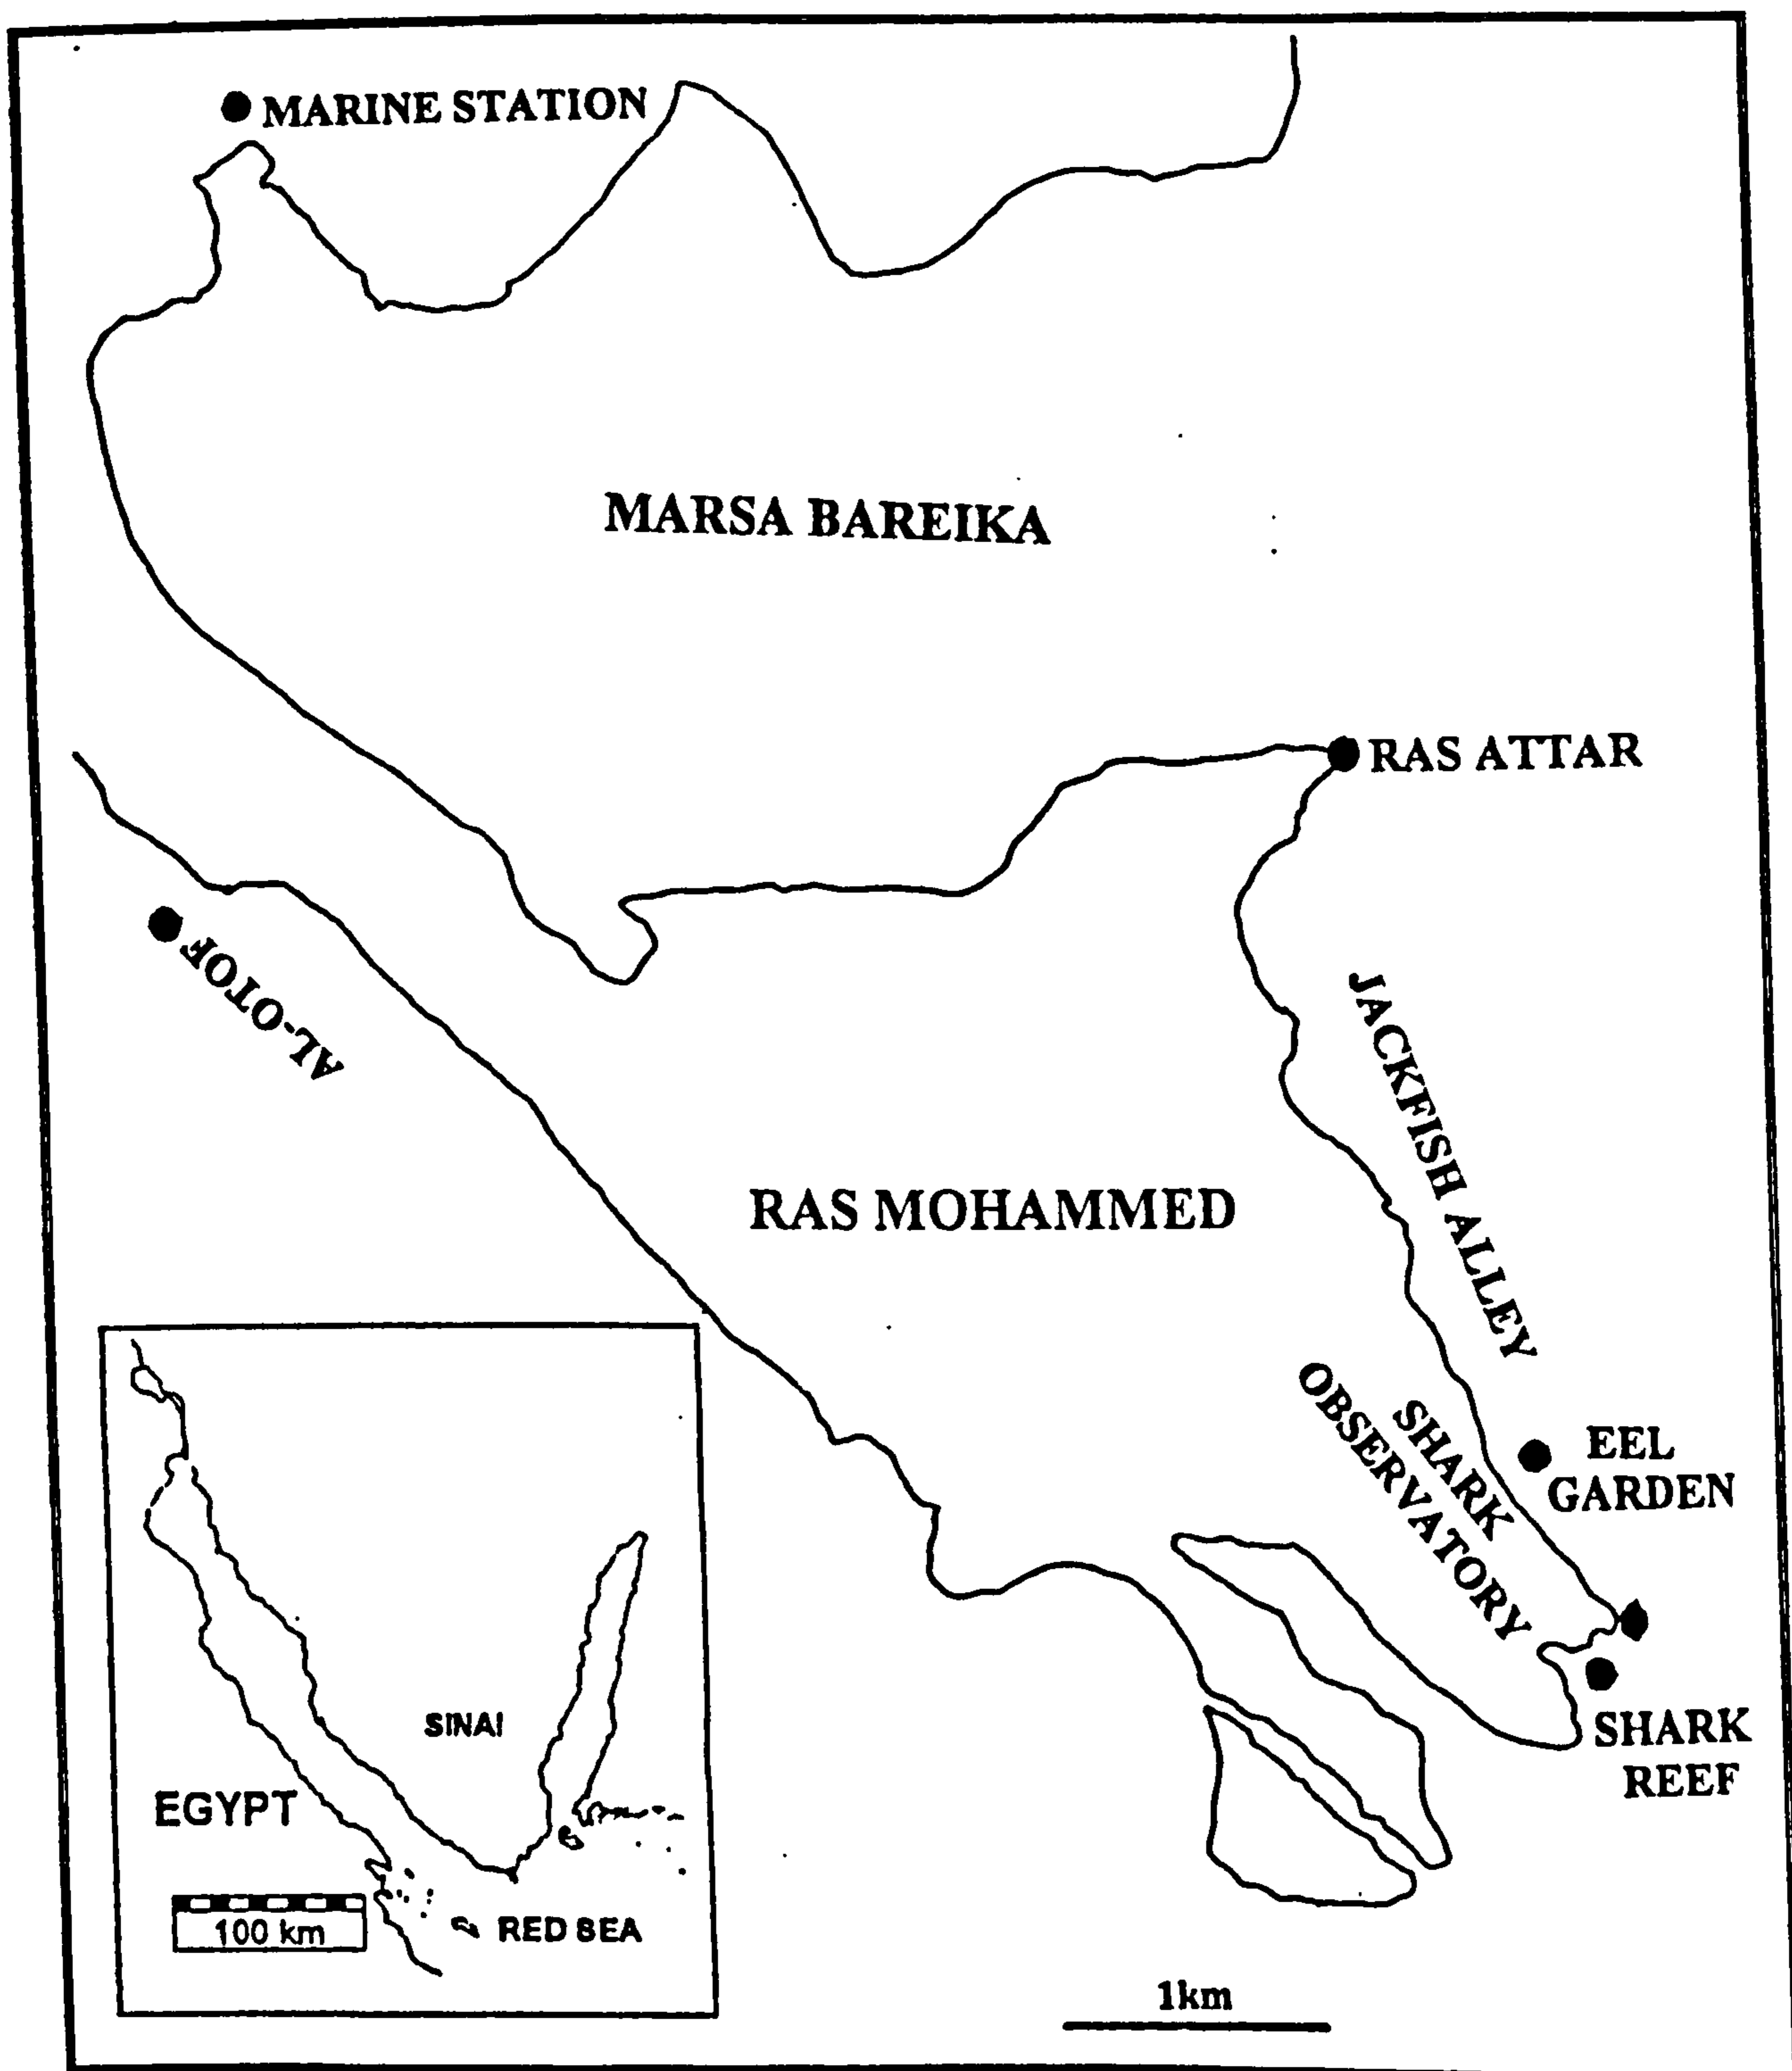 MARINE STATION
MARSA BAREIKA
RAS ATTAR
AL-OTOR
JACKFISH ALLEY
RAS MOHAMMED
SHARK
OBSERVATORY
EEL
GARDEN
SHARK
REEF
SINAI
EGYPT
100 km
RED SEA
1km